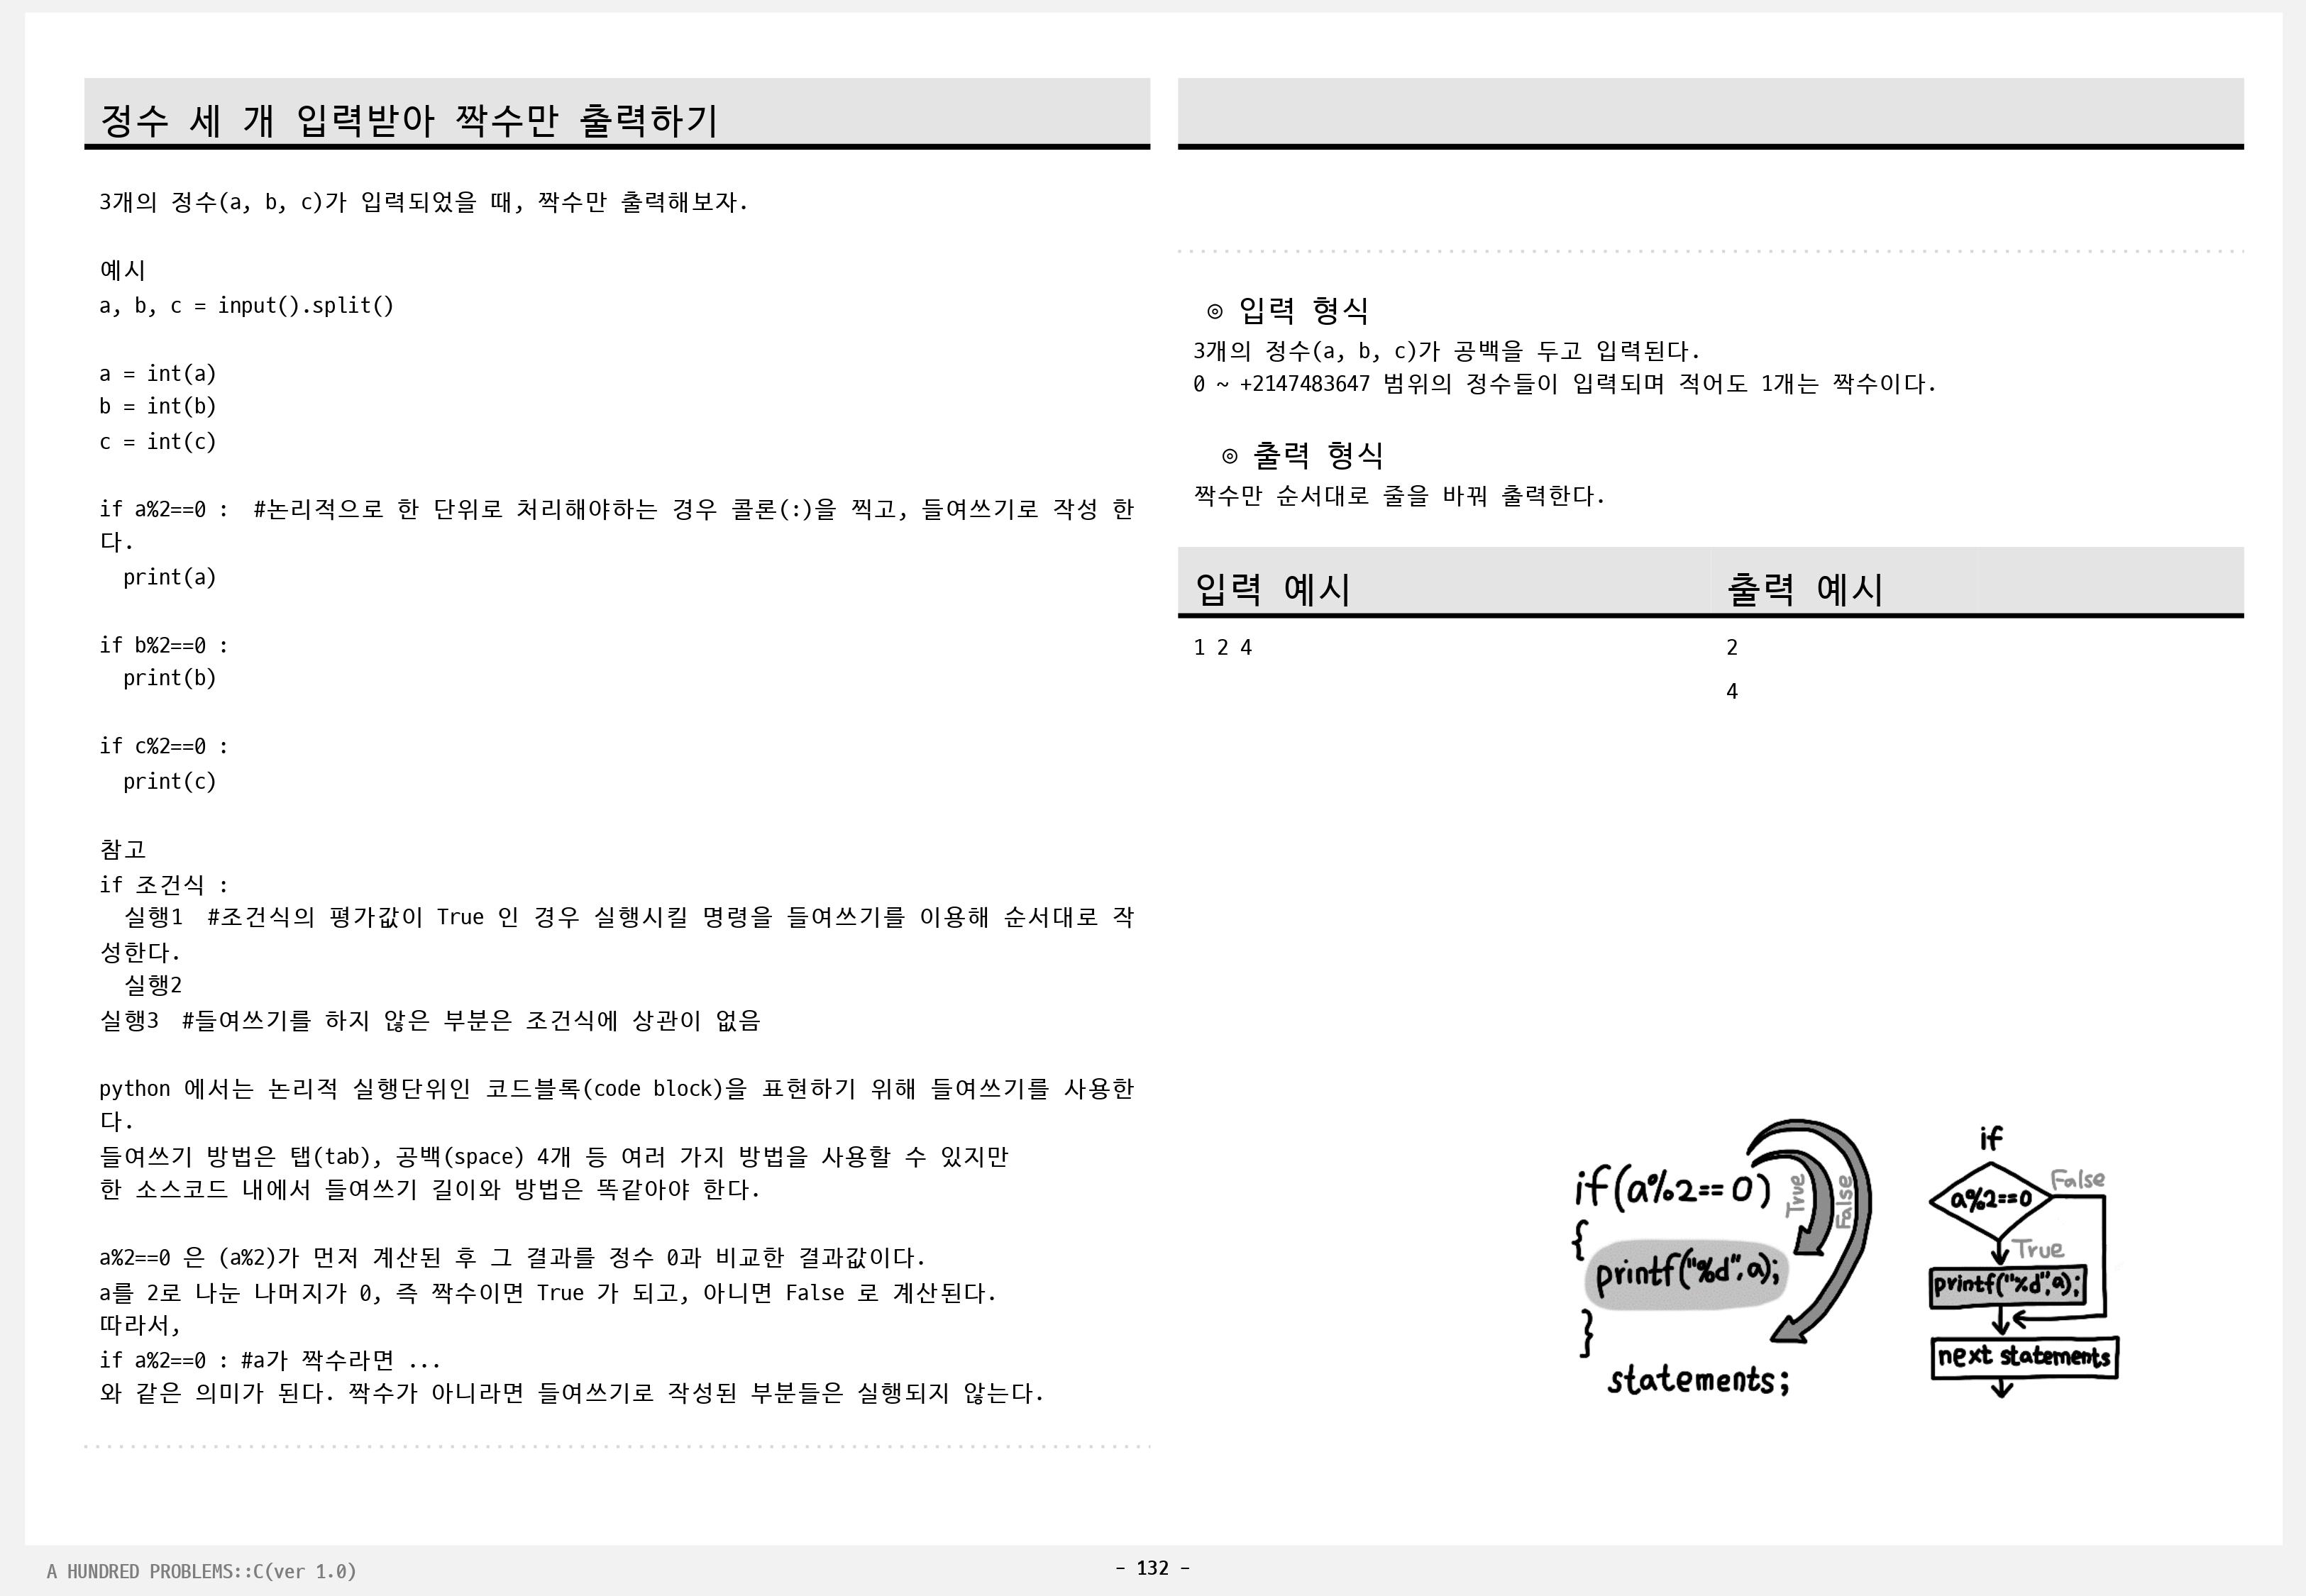 정수 세 개 입력받아 짝수만 출력하기
3개의 정수(a, b, c)가 입력되었을 때, 짝수만 출력해보자.
예시
a, b, c = input().split()
a = int(a)
b = int(b)
c = int(c)
if a%2==0 :  #논리적으로 한 단위로 처리해야하는 경우 콜론(:)을 찍고, 들여쓰기로 작성 한
다.
  print(a)
if b%2==0 :
  print(b)
if c%2==0 :
  print(c)
참고
if 조건식 :
  실행1  #조건식의 평가값이 True 인 경우 실행시킬 명령을 들여쓰기를 이용해 순서대로 작
성한다.
  실행2
실행3  #들여쓰기를 하지 않은 부분은 조건식에 상관이 없음
python 에서는 논리적 실행단위인 코드블록(code block)을 표현하기 위해 들여쓰기를 사용한
다.
들여쓰기 방법은 탭(tab), 공백(space) 4개 등 여러 가지 방법을 사용할 수 있지만
한 소스코드 내에서 들여쓰기 길이와 방법은 똑같아야 한다.
a%2==0 은 (a%2)가 먼저 계산된 후 그 결과를 정수 0과 비교한 결과값이다.
a를 2로 나눈 나머지가 0, 즉 짝수이면 True 가 되고, 아니면 False 로 계산된다.
따라서,
if a%2==0 : #a가 짝수라면 ...
와 같은 의미가 된다. 짝수가 아니라면 들여쓰기로 작성된 부분들은 실행되지 않는다.
◎ 입력 형식
3개의 정수(a, b, c)가 공백을 두고 입력된다.
0 ~ +2147483647 범위의 정수들이 입력되며 적어도 1개는 짝수이다.
◎ 출력 형식
짝수만 순서대로 줄을 바꿔 출력한다.
입력 예시 출력 예시
1 2 4 2
4
if(a%2==0)
True
False
{
printf("%d",a);
}
statements;
if
a%2==0
False
True
printf("%d",a);
next statements
A HUNDRED PROBLEMS::C(ver 1.0)
- 132 -